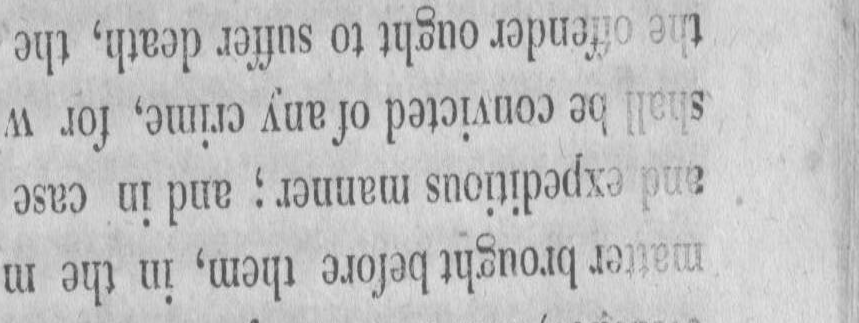 matter brought before them, in the m
and expeditious manner; and in case
shall be convicted of any crime, for w
the offender ought to suffer death, the